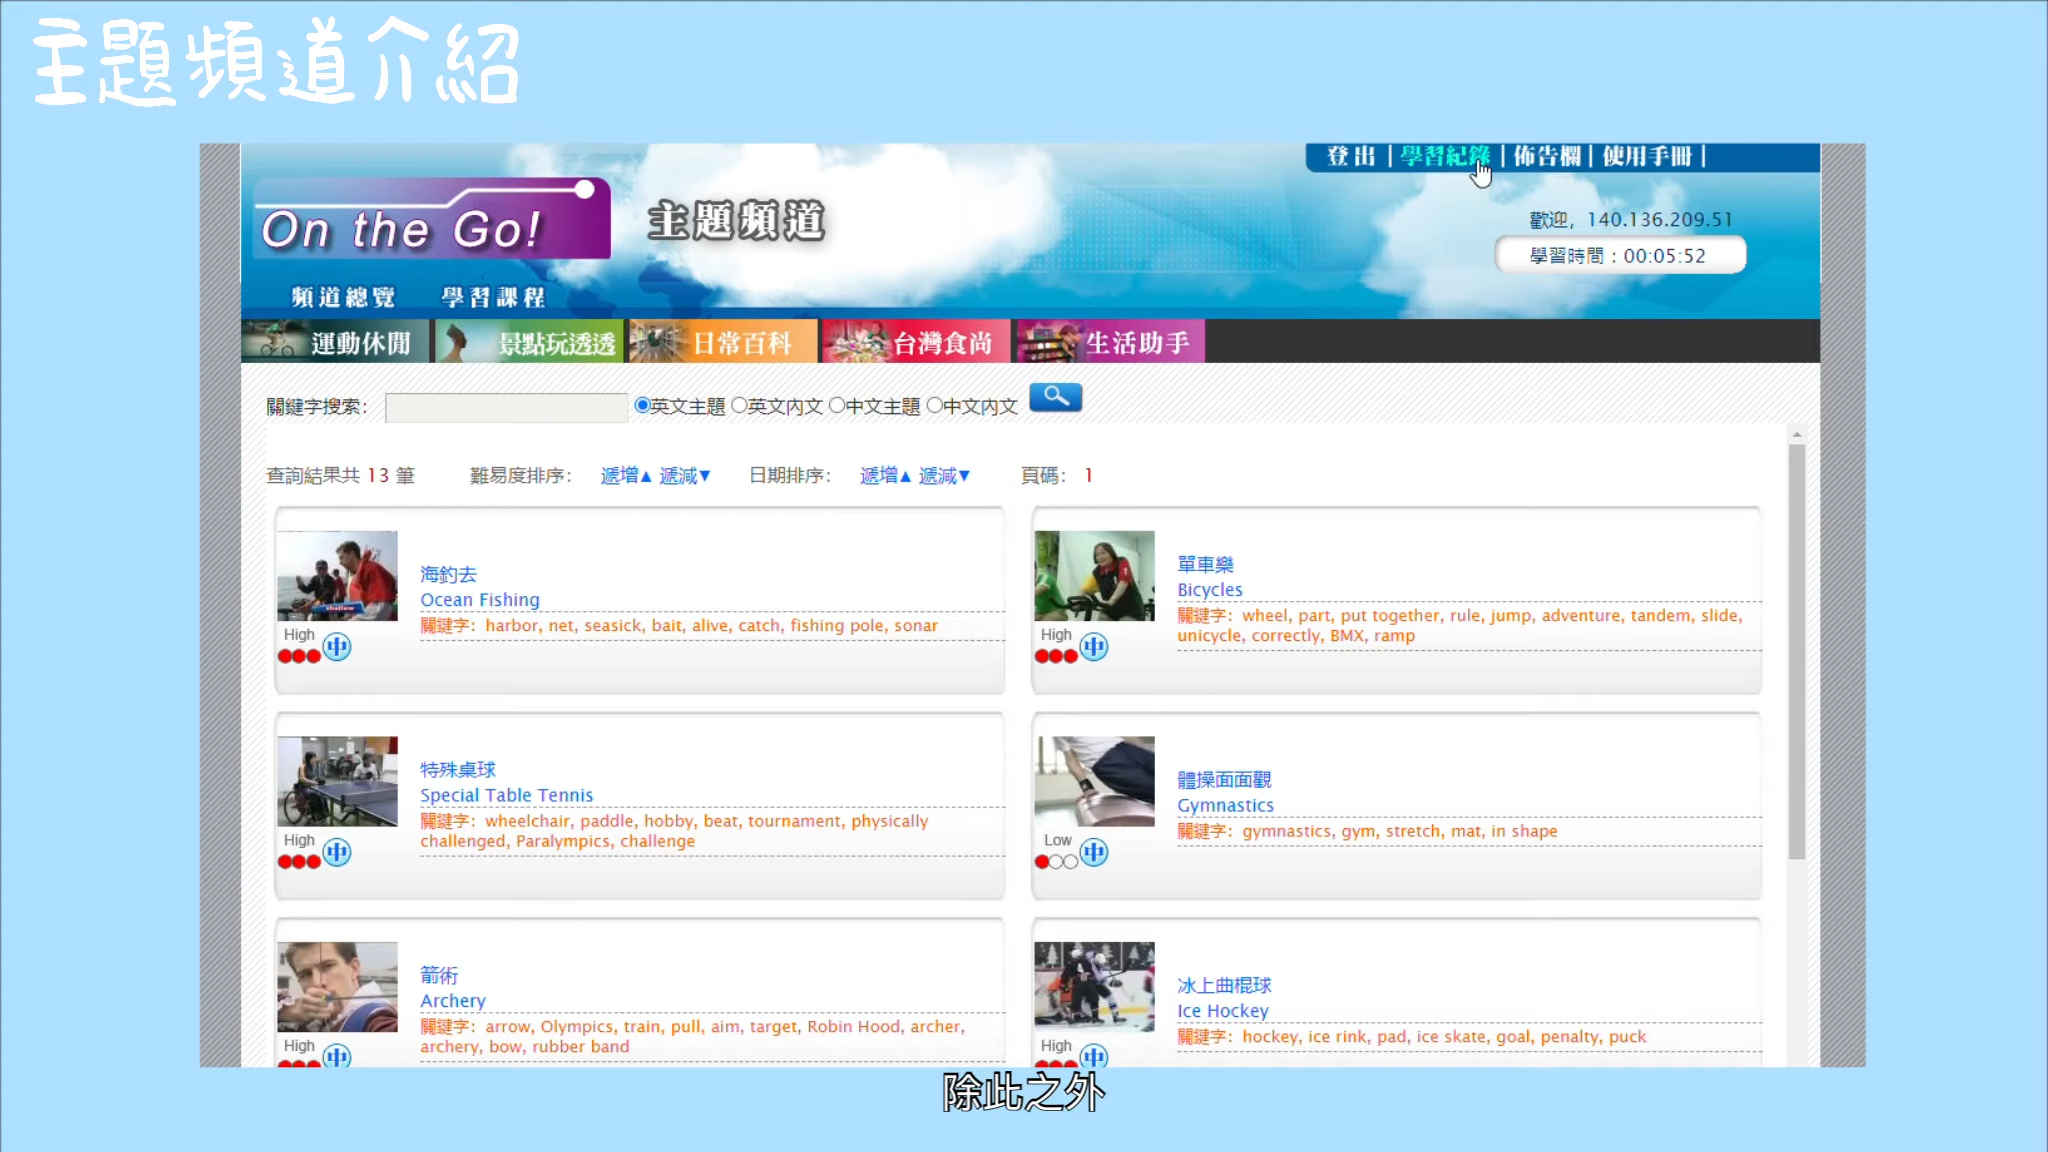 主題頻道介紹
登出 | 學習紀錄 | 佈告欄 | 使用手冊 |
On the Go!
主題頻道
歡迎, 140.136.209.51
學習時間：00:05:52
頻道總覽 學習課程
運動休閒 景點玩透透 日常百科 台灣食尚 生活助手
關鍵字搜索： 英文主題 英文內文 中文主題 中文內文
查詢結果共 13 筆 難易度排序： 遞增▲ 遞減▼ 日期排序： 遞增▲ 遞減▼ 頁碼： 1
海釣去
Ocean Fishing
關鍵字：harbor, net, seasick, bait, alive, catch, fishing pole, sonar
shallow
High
中
單車樂
Bicycles
關鍵字：wheel, part, put together, rule, jump, adventure, tandem, slide,
unicycle, correctly, BMX, ramp
High
中
特殊桌球
Special Table Tennis
關鍵字：wheelchair, paddle, hobby, beat, tournament, physically
challenged, Paralympics, challenge
High
中
體操面面觀
Gymnastics
關鍵字：gymnastics, gym, stretch, mat, in shape
Low
中
箭術
Archery
關鍵字：arrow, Olympics, train, pull, aim, target, Robin Hood, archer,
archery, bow, rubber band
High
中
冰上曲棍球
Ice Hockey
關鍵字：hockey, ice rink, pad, ice skate, goal, penalty, puck
High
中
除此之外